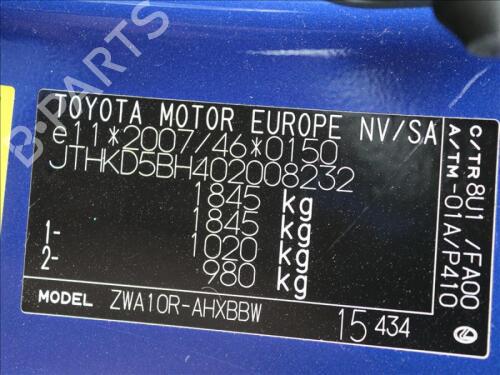 TOYOTA MOTOR EUROPE NV/SA
e11*2007/46*0150
JTHKD5BH402008232
1845 kg
1845 kg
1- 1020 kg
2- 980 kg
MODEL ZWA10R-AHXBBW
15 434
C/TR 8U1 /FA00
A/TM -01A/P410
B-PARTS